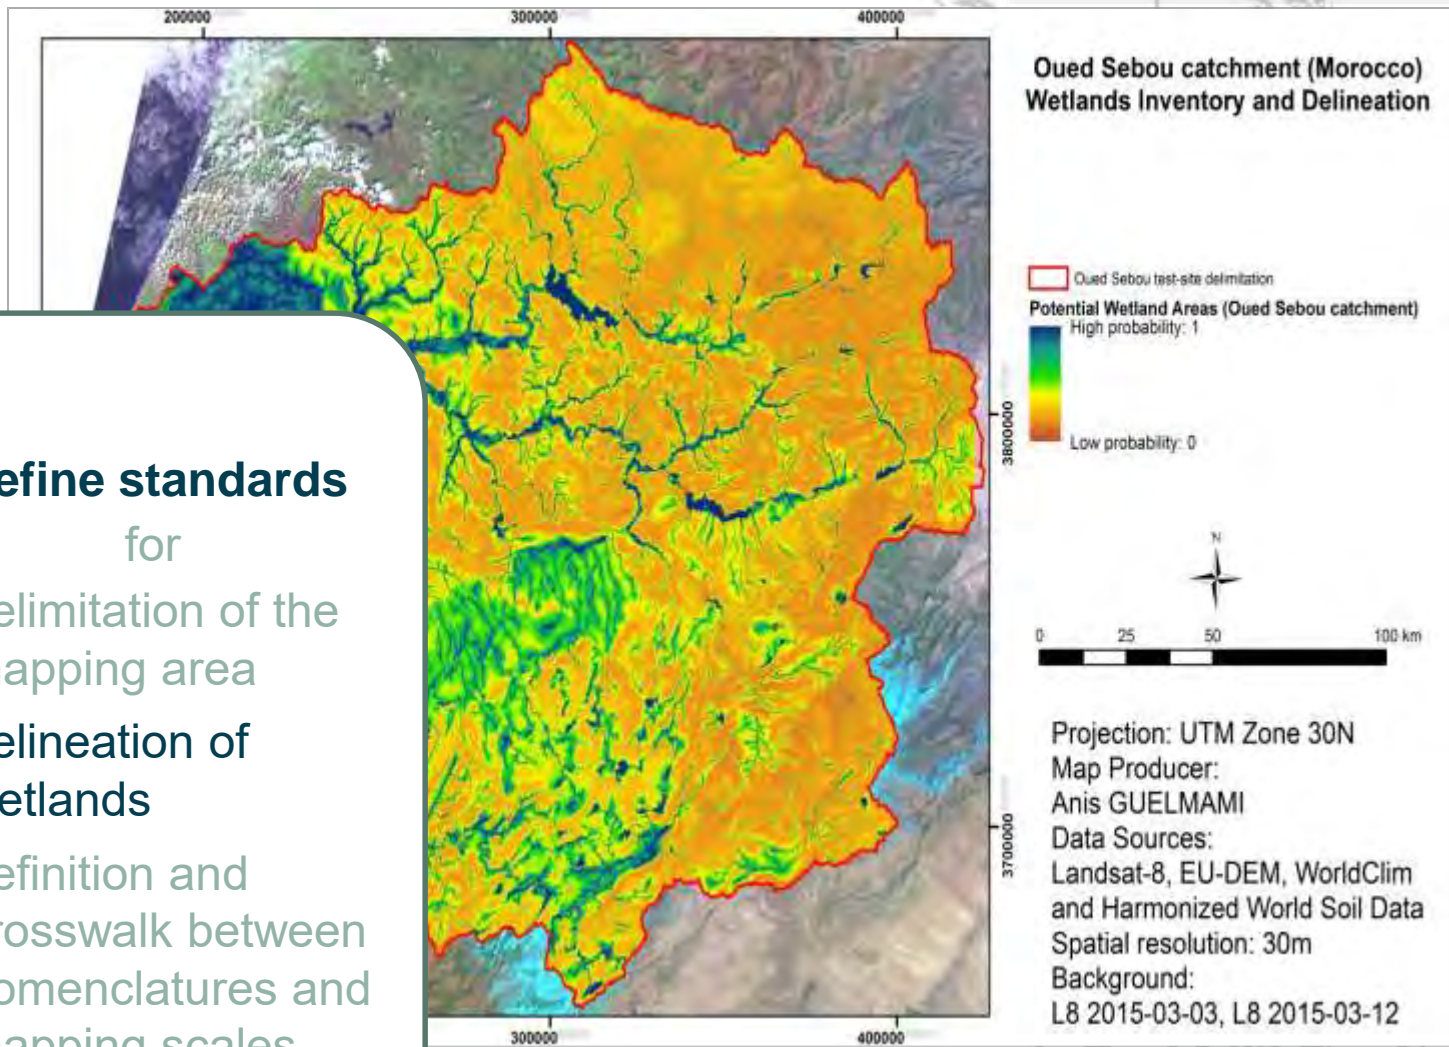 200000
300000
400000
Oued Sebou catchment (Morocco)
Wetlands Inventory and Delineation
Oued Sebou test-site delimitation
Potential Wetland Areas (Oued Sebou catchment)
High probability: 1
Low probability: 0
3800000
N
0 25 50 100 km
3700000
Projection: UTM Zone 30N
Map Producer:
Anis GUELMAMI
Data Sources:
Landsat-8, EU-DEM, WorldClim
and Harmonized World Soil Data
Spatial resolution: 30m
Background:
L8 2015-03-03, L8 2015-03-12
300000
400000
efine standards
for
elimitation of the
apping area
elineation of
etlands
efinition and
rosswalk between
omenclatures and
apping scales